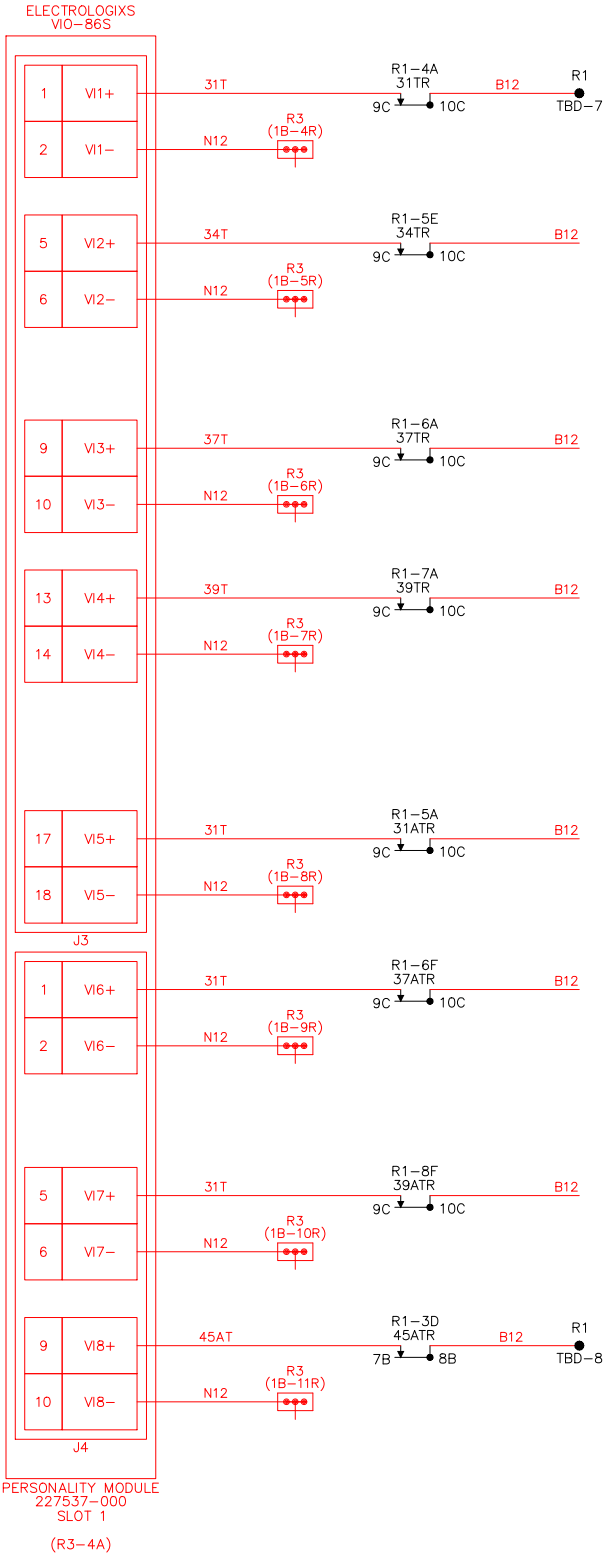 ELECTROLOGIXS
VIO-86S
1 VI1+ 31T R1-4A 31TR 9C 10C B12 R1 TBD-7
2 VI1- N12 R3 (1B-4R)
5 VI2+ 34T R1-5E 34TR 9C 10C B12
6 VI2- N12 R3 (1B-5R)
9 VI3+ 37T R1-6A 37TR 9C 10C B12
10 VI3- N12 R3 (1B-6R)
13 VI4+ 39T R1-7A 39TR 9C 10C B12
14 VI4- N12 R3 (1B-7R)
17 VI5+ 31T R1-5A 31ATR 9C 10C B12
18 VI5- N12 R3 (1B-8R)
J3
1 VI6+ 31T R1-6F 37ATR 9C 10C B12
2 VI6- N12 R3 (1B-9R)
5 VI7+ 31T R1-8F 39ATR 9C 10C B12
6 VI7- N12 R3 (1B-10R)
9 VI8+ 45AT R1-3D 45ATR 7B 8B B12 R1 TBD-8
10 VI8- N12 R3 (1B-11R)
J4
PERSONALITY MODULE
227537-000
SLOT 1
(R3-4A)